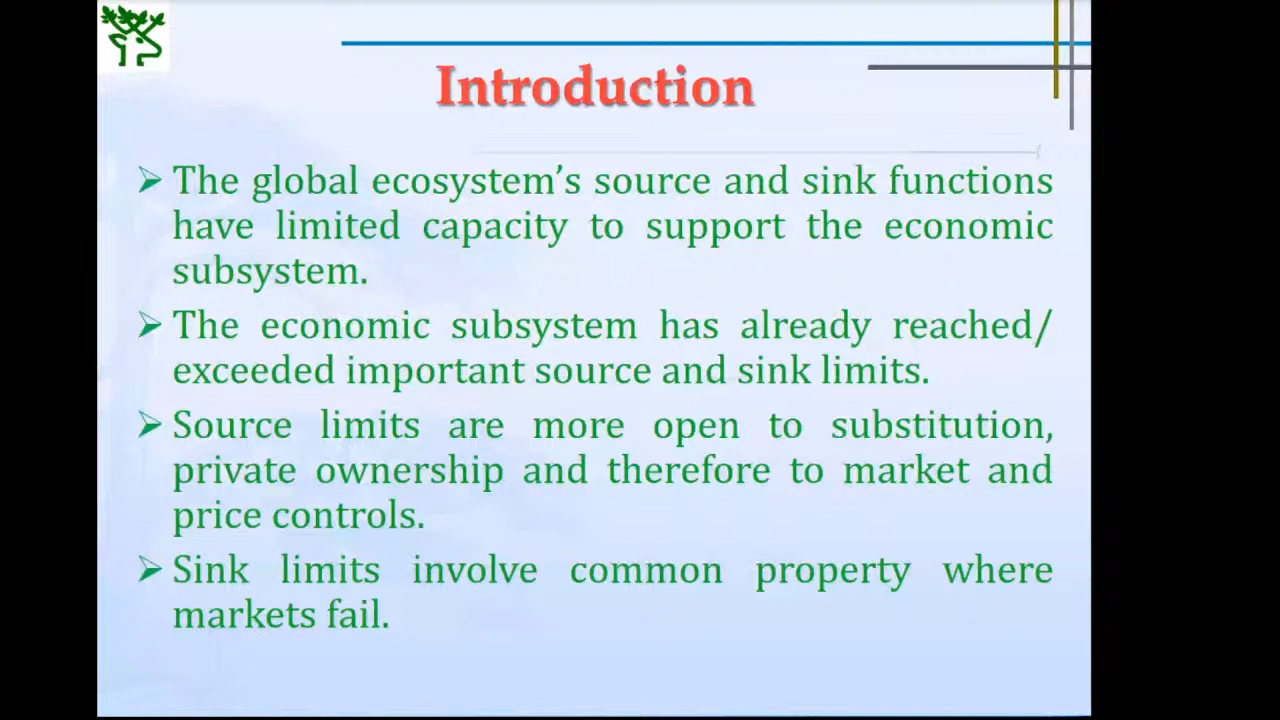 Introduction
The global ecosystem’s source and sink functions
have limited capacity to support the economic
subsystem.
The economic subsystem has already reached/
exceeded important source and sink limits.
Source limits are more open to substitution,
private ownership and therefore to market and
price controls.
Sink limits involve common property where
markets fail.